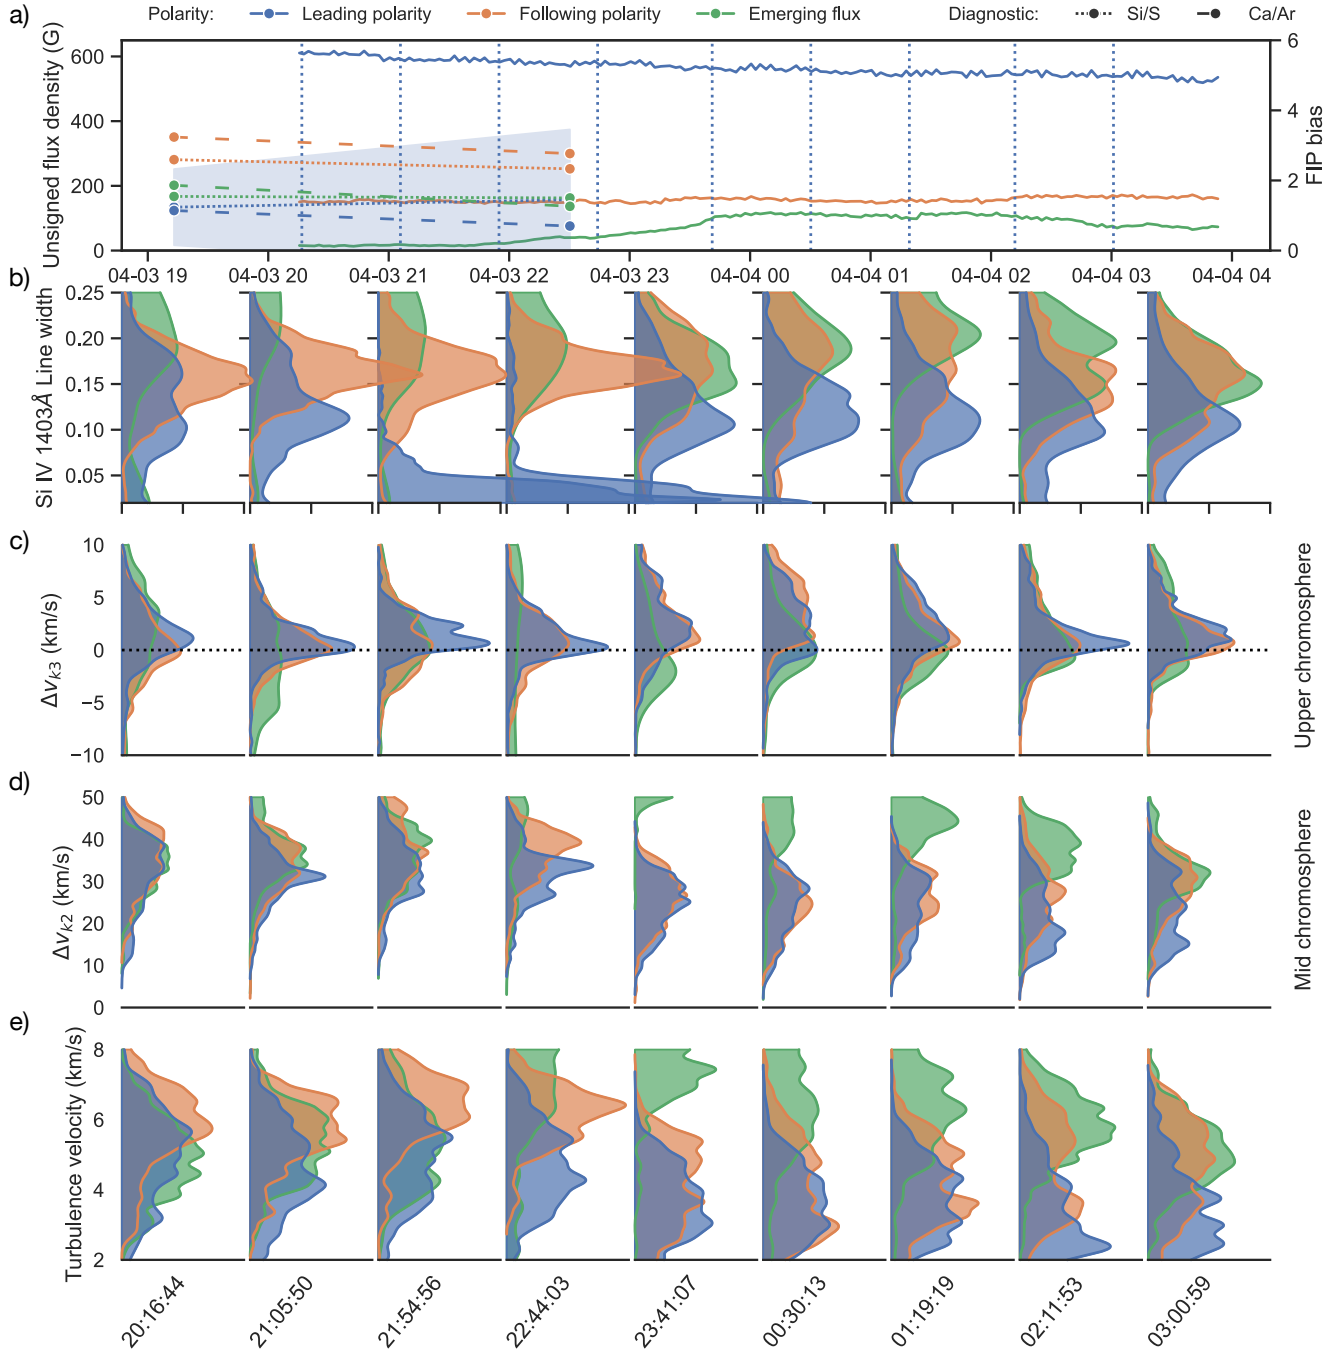 a) Polarity: Leading polarity Following polarity Emerging flux Diagnostic: Si/S Ca/Ar
Unsigned flux density (G)
600
400
200
0
FIP bias
6
4
2
0
04-03 19 04-03 20 04-03 21 04-03 22 04-03 23 04-04 00 04-04 01 04-04 02 04-04 03 04-04 04
b)
Si IV 1403Å Line width
0.25
0.20
0.15
0.10
0.05
c)
Δv_k3 (km/s)
10
5
0
−5
−10
Upper chromosphere
d)
Δv_k2 (km/s)
50
40
30
20
10
0
Mid chromosphere
e)
Turbulence velocity (km/s)
8
6
4
2
20:16:44 21:05:50 21:54:56 22:44:03 23:41:07 00:30:13 01:19:19 02:11:53 03:00:59